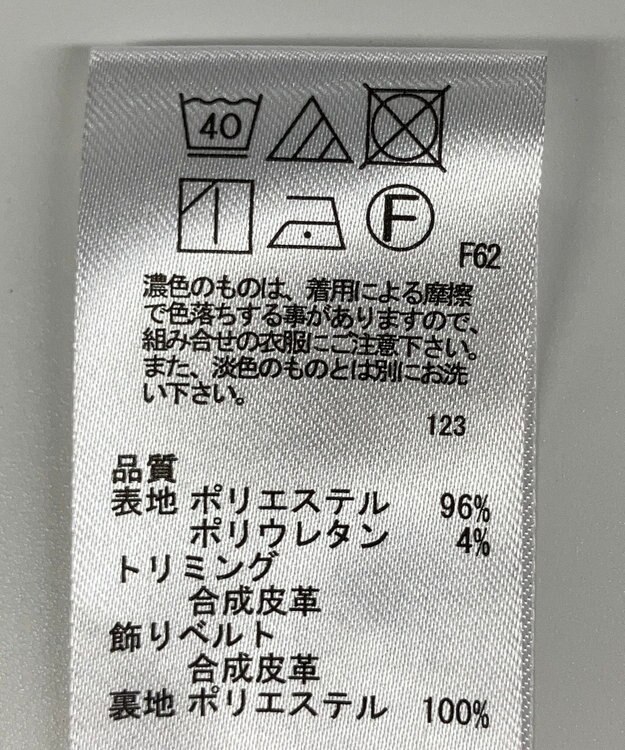 40
F
F62
濃色のものは、着用による摩擦
で色落ちする事がありますので、
組み合せの衣服にご注意下さい。
また、淡色のものとは別にお洗
い下さい。
123
品質
表地 ポリエステル 96%
ポリウレタン 4%
トリミング
合成皮革
飾りベルト
合成皮革
裏地 ポリエステル 100%